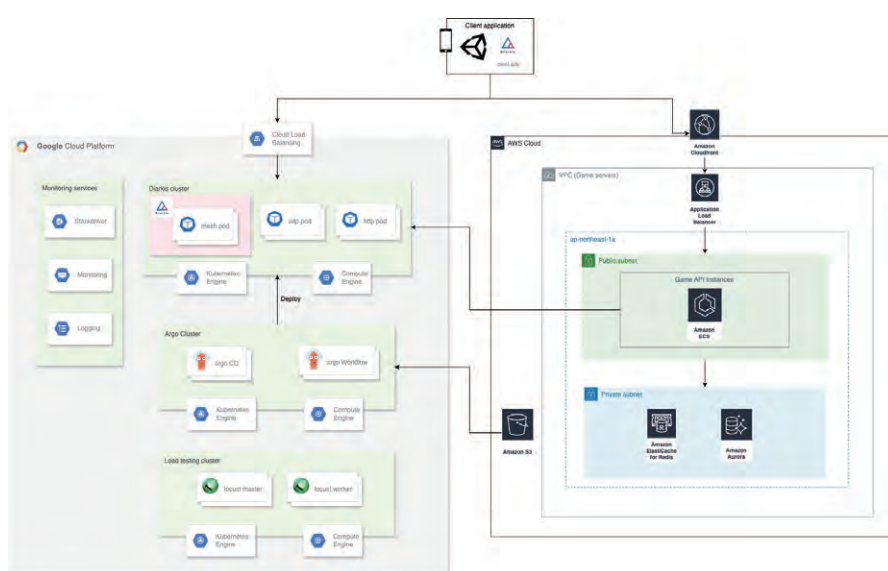 Client application
Cloud Load
Balancing
Google Cloud Platform
Monitoring services
Stackdriver
Monitoring
Logging
Diarkis cluster
mesh pod
udp pod
http pod
Kubernetes
Engine
Compute
Engine
Deploy
Argo Cluster
argo CD
argo Workflow
Kubernetes
Engine
Compute
Engine
Load testing cluster
locust master
locust worker
Kubernetes
Engine
Compute
Engine
aws
AWS Cloud
Amazon
Cloudfront
VPC (Game servers)
Application
Load
Balancer
ap-northeast-1a
Public subnet
Game API Instances
Amazon
ECS
Private subnet
Amazon
ElastiCache
for Redis
Amazon
Aurora
Amazon S3